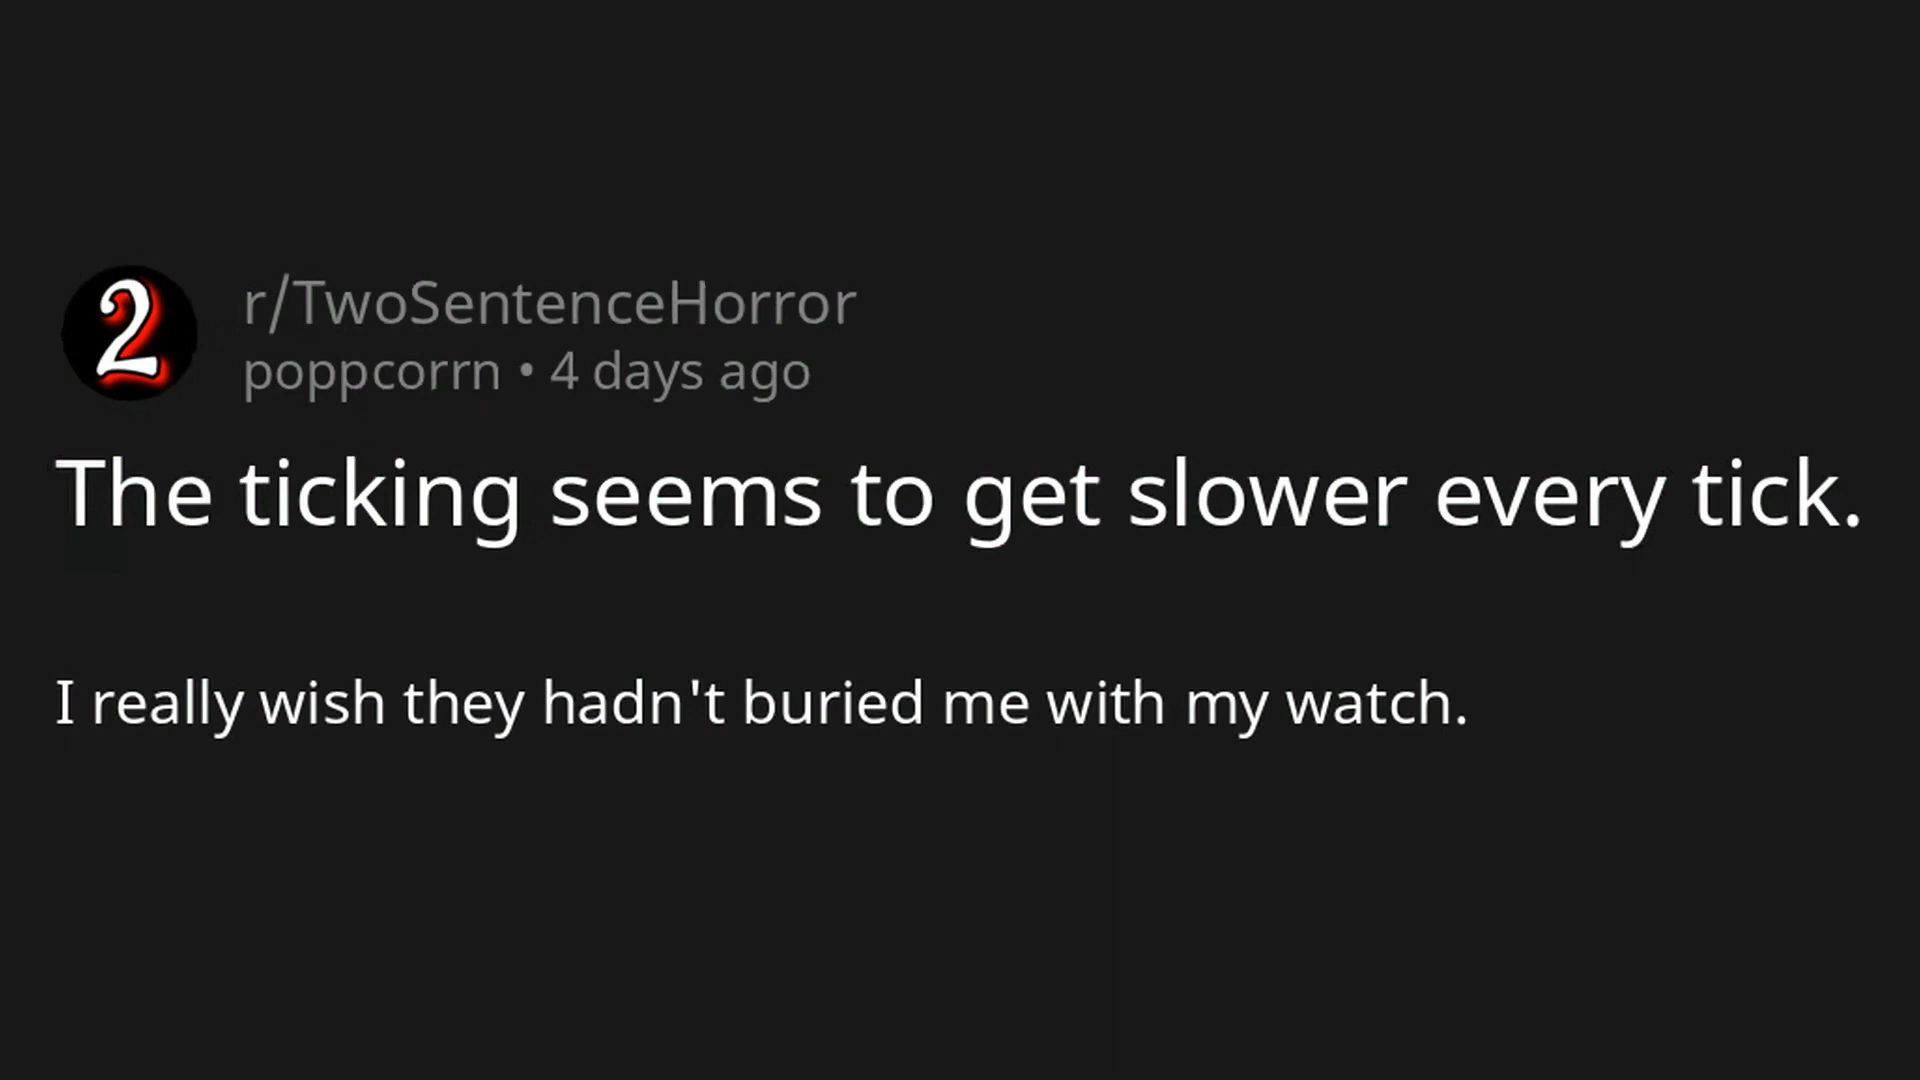 2
r/TwoSentenceHorror
poppcorrn • 4 days ago
The ticking seems to get slower every tick.
I really wish they hadn't buried me with my watch.